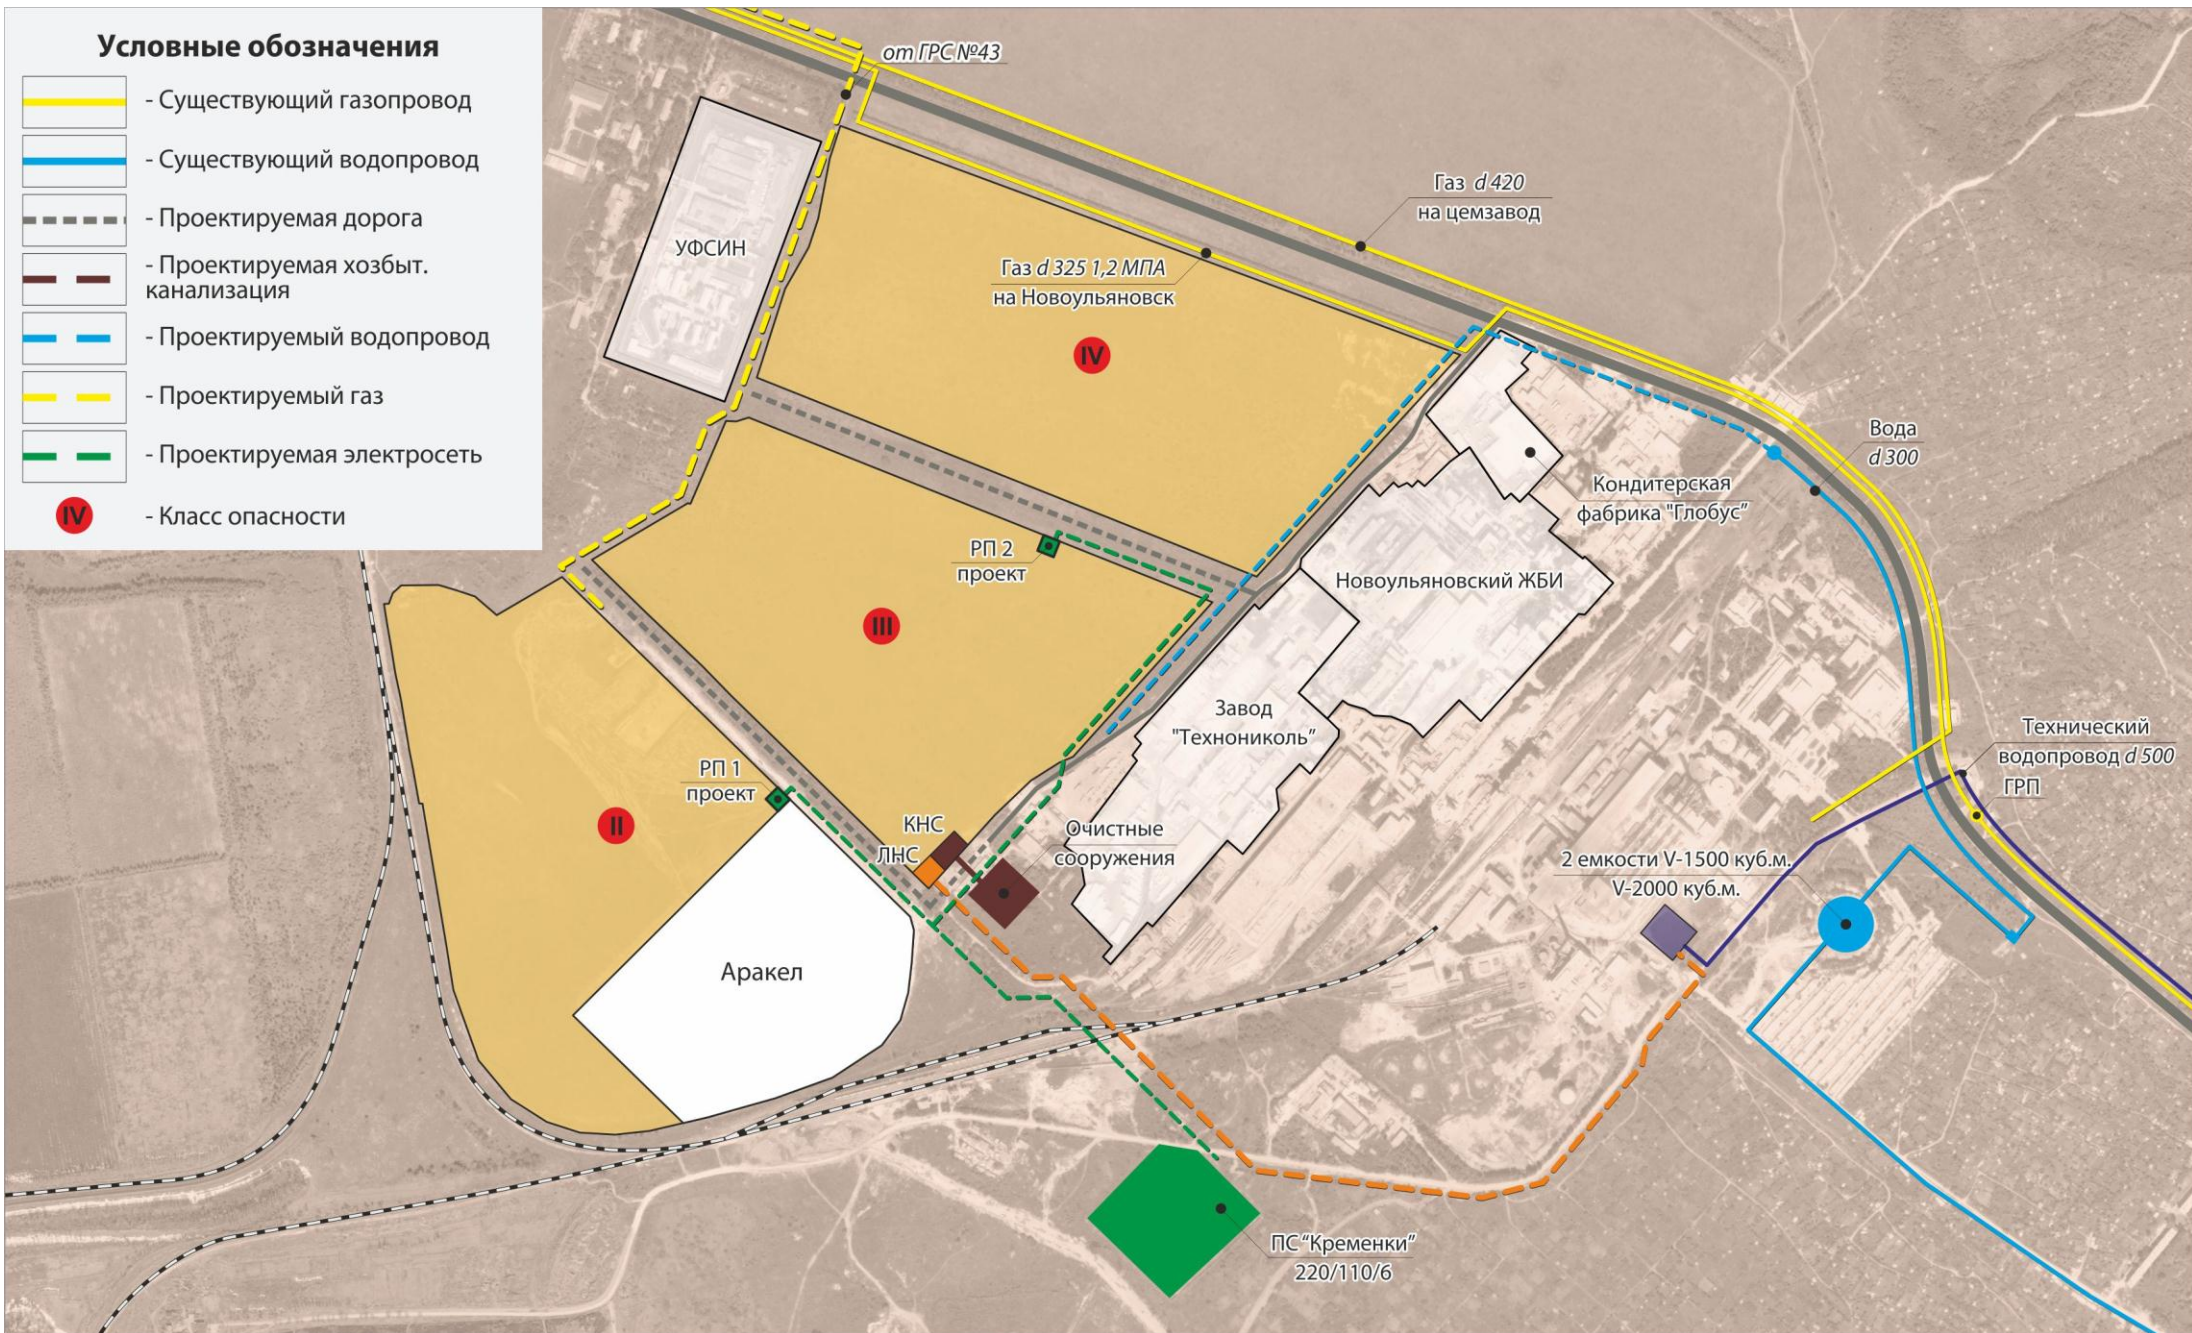 Условные обозначения
- Существующий газопровод
- Существующий водопровод
- Проектируемая дорога
- Проектируемая хозбыт.
канализация
- Проектируемый водопровод
- Проектируемый газ
- Проектируемая электросеть
IV
- Класс опасности
от ГРС №43
УФСИН
Газ d 420
на цемзавод
Газ d 325 1,2 МПА
на Новоульяновск
IV
Вода
d 300
Кондитерская
фабрика "Глобус"
РП 2
проект
Новоульяновский ЖБИ
III
Завод
"Технониколь"
Технический
водопровод d 500
ГРП
РП 1
проект
II
КНС
ЛНС
Очистные
сооружения
2 емкости V-1500 куб.м.
V-2000 куб.м.
Аракел
ПС "Кременки"
220/110/6